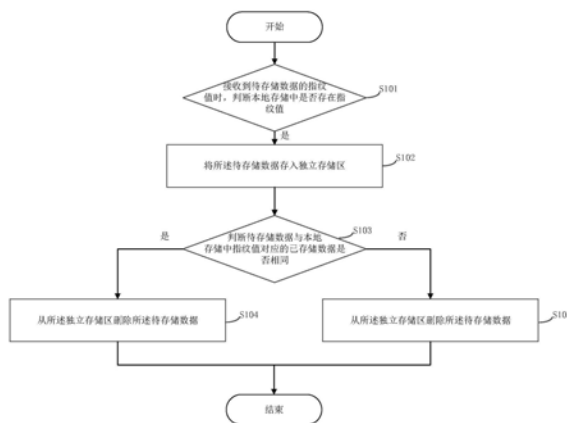 开始
接收到待存储数据的指纹
值时，判断本地存储中是否存在指
纹值
S101
是
将所述待存储数据存入独立存储区
S102
判断待存储数据与本地
存储中指纹值对应的已存储数据是
否相同
S103
是
否
从所述独立存储区删除所述待存储数据
S104
从所述独立存储区删除所述待存储数据
S10
结束